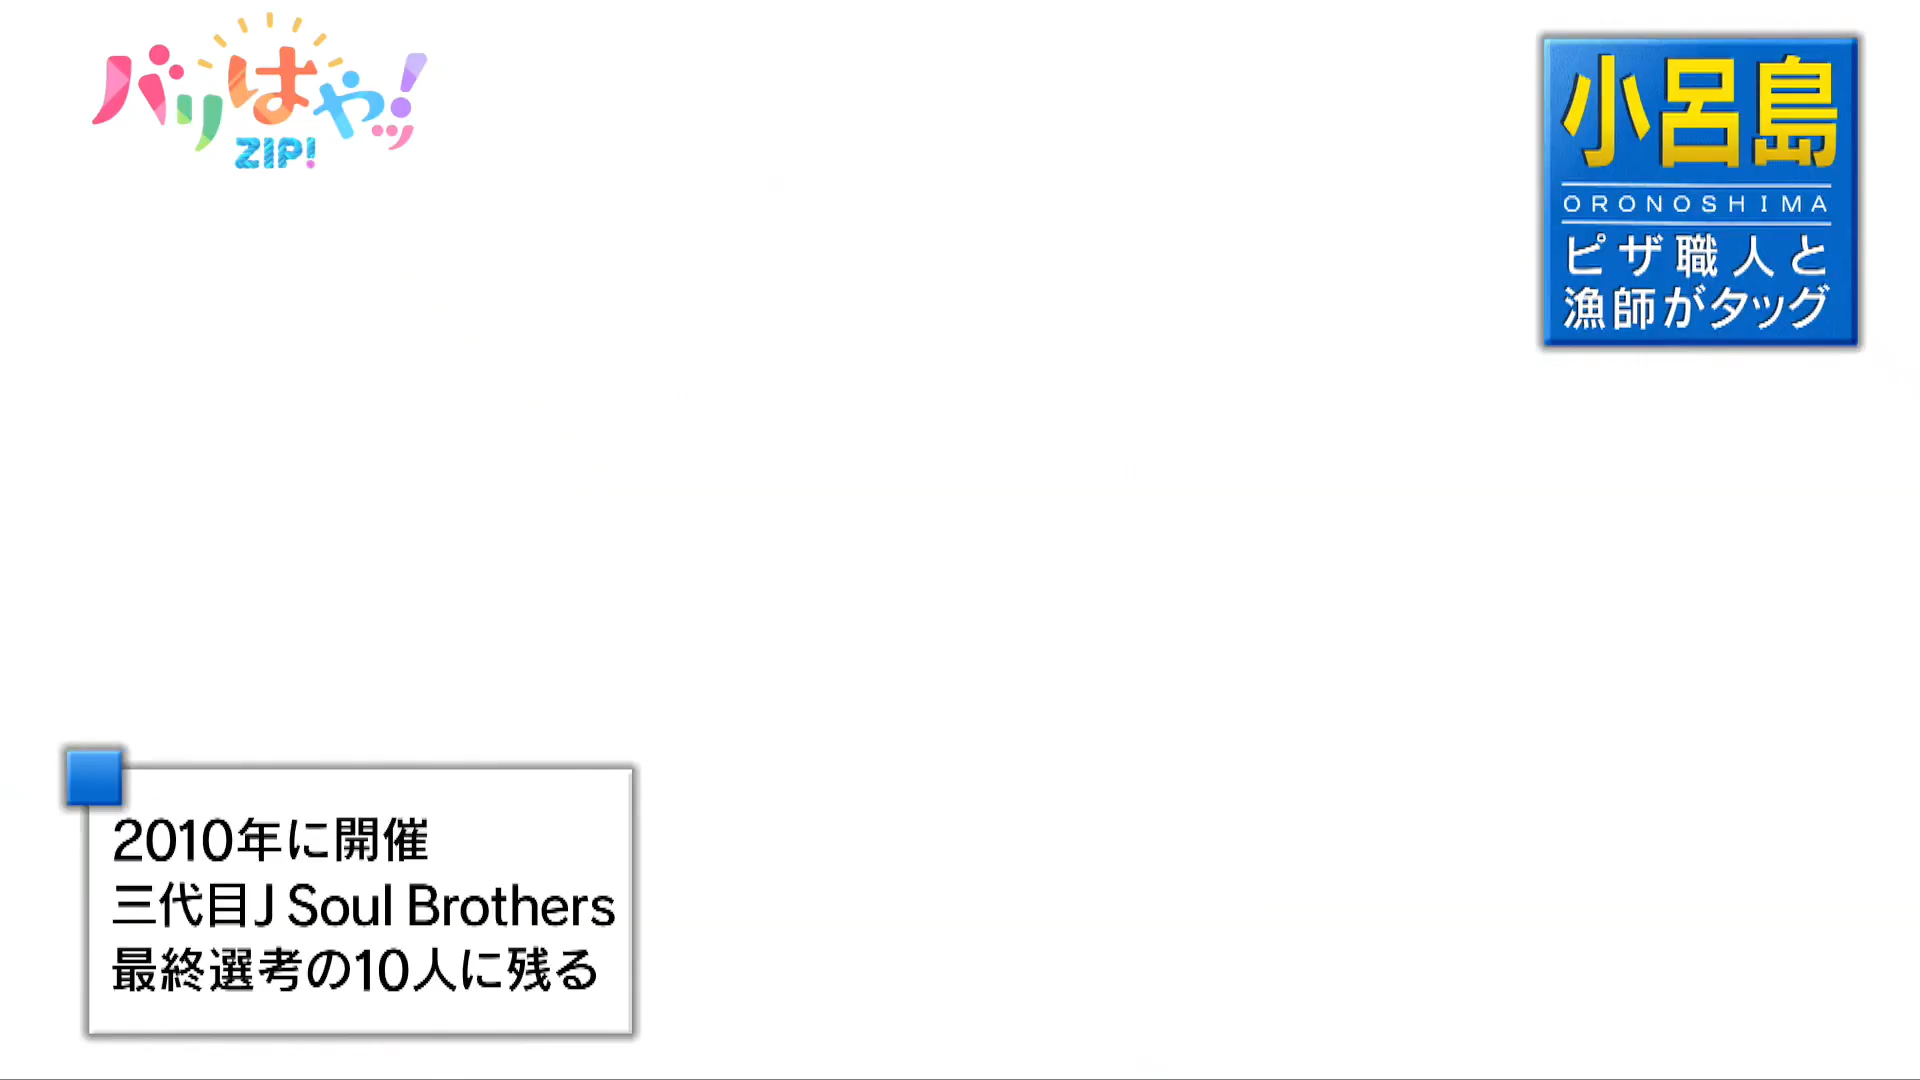 バリはやッ!
ZIP!
小呂島
ORONOSHIMA
ピザ職人と
漁師がタッグ
2010年に開催
三代目J Soul Brothers
最終選考の10人に残る